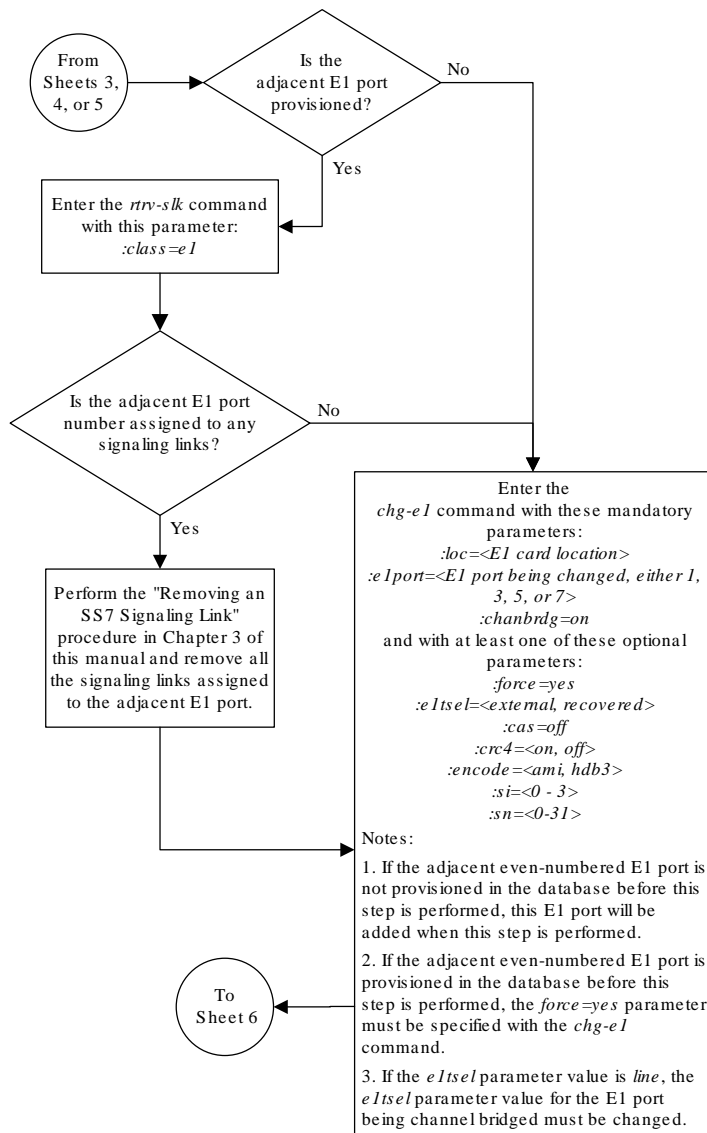 From
Sheets 3,
4, or 5
Is the
adjacent E1 port
provisioned?
No
Yes
Enter the rtrv-slk command
with this parameter:
:class=e1
Is the adjacent E1 port
number assigned to any
signaling links?
No
Yes
Perform the "Removing an
SS7 Signaling Link"
procedure in Chapter 3 of
this manual and remove all
the signaling links assigned
to the adjacent E1 port.
Enter the
chg-e1 command with these mandatory
parameters:
:loc=<E1 card location>
:e1port=<E1 port being changed, either 1,
3, 5, or 7>
:chanbrdg=on
and with at least one of these optional
parameters:
:force=yes
:e1tsel=<external, recovered>
:cas=off
:crc4=<on, off>
:encode=<ami, hdb3>
:si=<0 - 3>
:sn=<0-31>
Notes:
1. If the adjacent even-numbered E1 port is
not provisioned in the database before this
step is performed, this E1 port will be
added when this step is performed.
2. If the adjacent even-numbered E1 port is
provisioned in the database before this
step is performed, the force=yes parameter
must be specified with the chg-e1
command.
3. If the e1tsel parameter value is line, the
e1tsel parameter value for the E1 port
being channel bridged must be changed.
To
Sheet 6